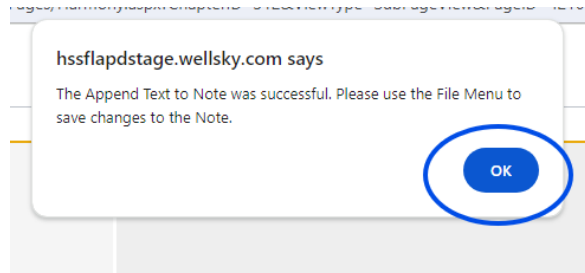 hssflapdstage.wellsky.com says
The Append Text to Note was successful. Please use the File Menu to
save changes to the Note.
OK